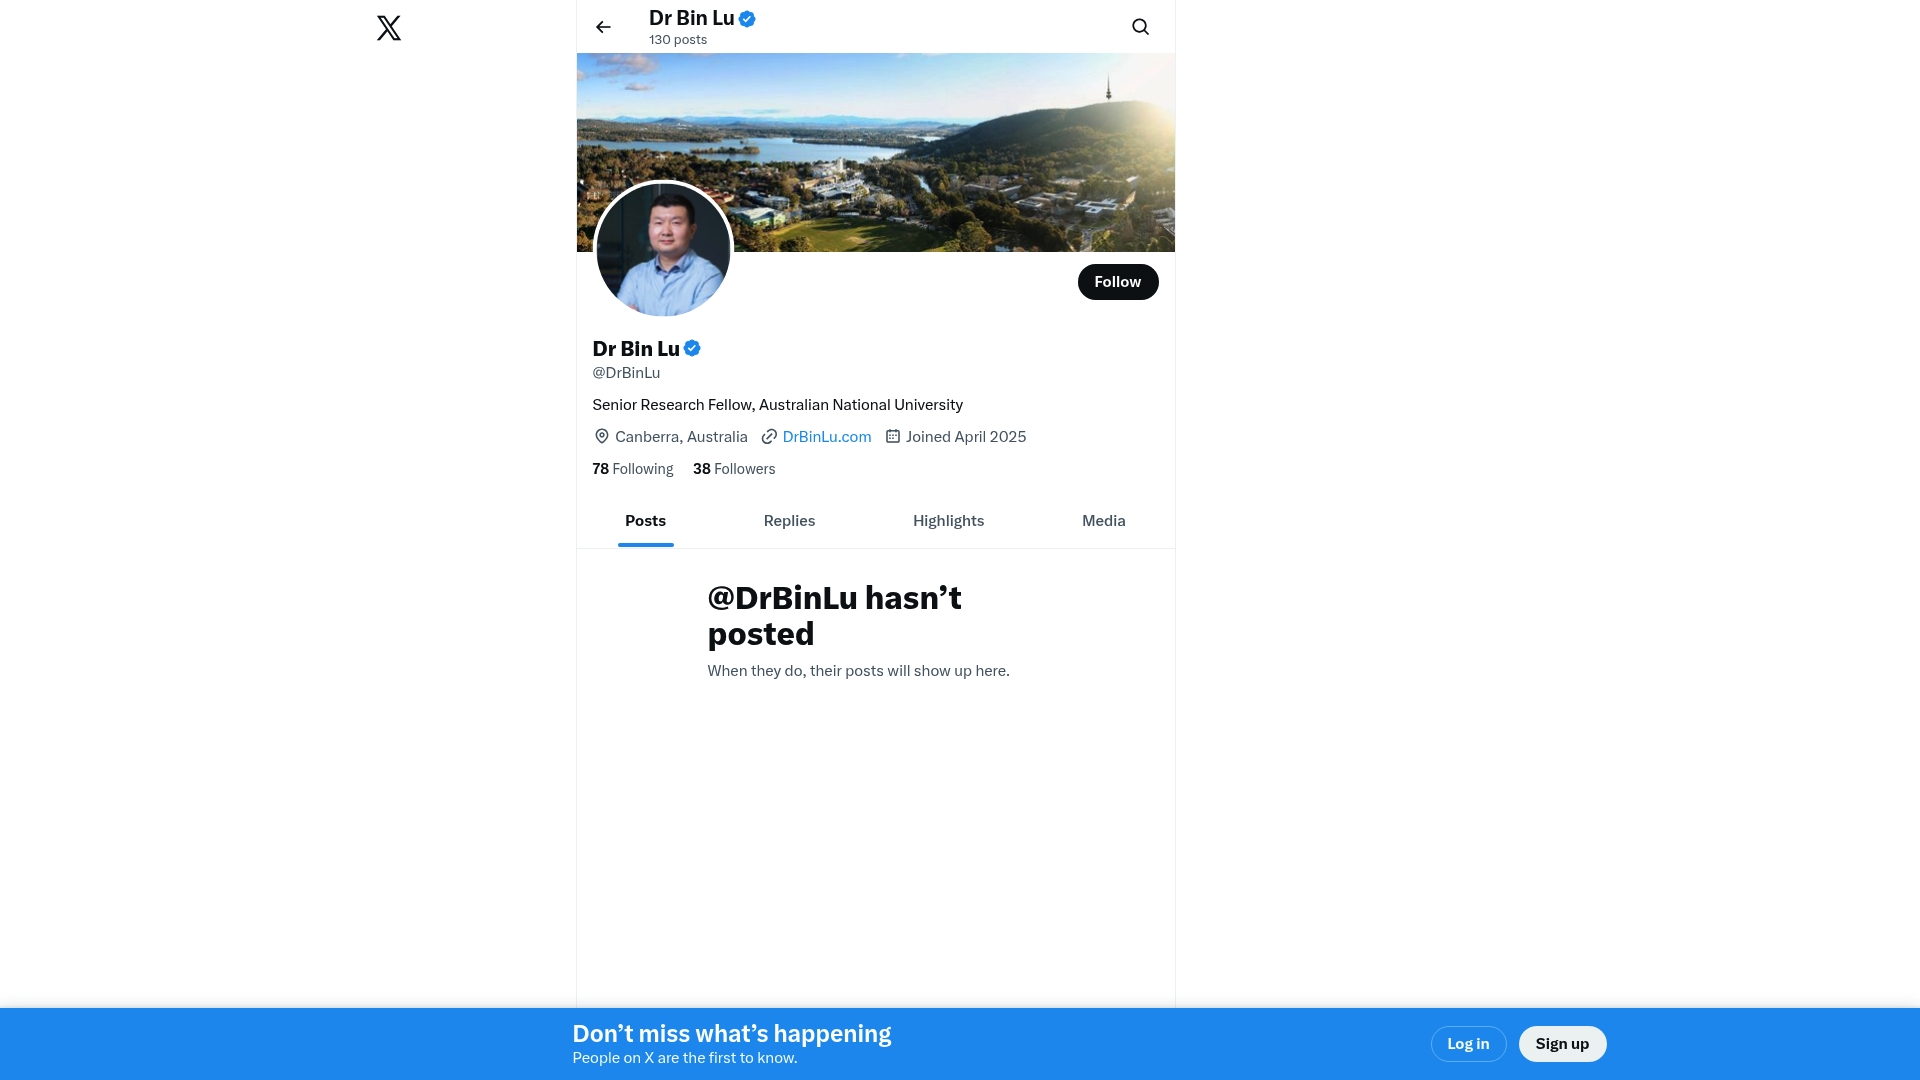 Dr Bin Lu
130 posts
Follow
Dr Bin Lu
@DrBinLu
Senior Research Fellow, Australian National University
Canberra, Australia DrBinLu.com Joined April 2025
78 Following 38 Followers
Posts Replies Highlights Media
@DrBinLu hasn’t
posted
When they do, their posts will show up here.
Don’t miss what’s happening
People on X are the first to know.
Log in Sign up